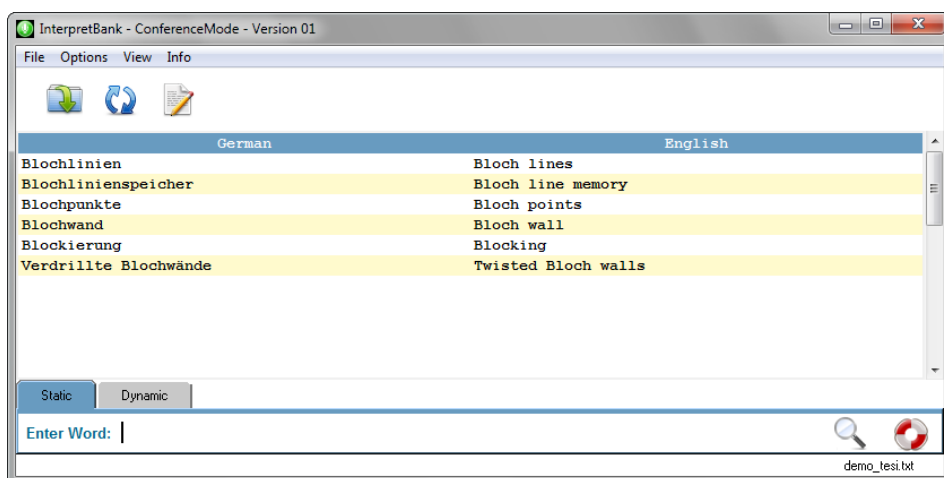 InterpretBank - ConferenceMode - Version 01
File Options View Info
German English
Blochlinien Bloch lines
Blochlinienspeicher Bloch line memory
Blochpunkte Bloch points
Blochwand Bloch wall
Blockierung Blocking
Verdrillte Blochwände Twisted Bloch walls
Static Dynamic
Enter Word:
demo_tesi.txt